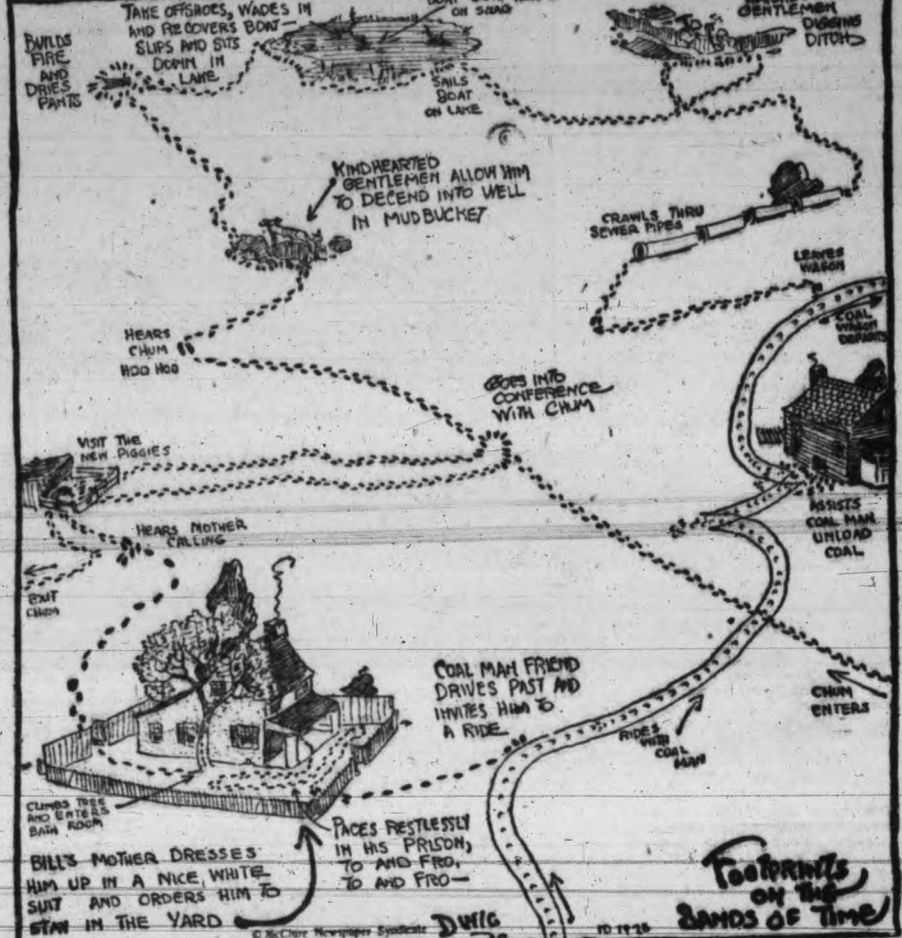 TAKE OFF SHOES, WADES IN
AND RECOVERS BOAT—
SLIPS AND SITS
DOWN IN
LAKE
ON SNAG
GENTLEMEN
DIGGING
DITCH
BUILDS
FIRE
AND
DRIES
PANTS
SAILS
BOAT
ON LAKE
KINDHEARTED
GENTLEMEN ALLOW HIM
TO DECEND INTO WELL
IN MUDBUCKET
CRAWLS THRU
SEWER PIPES
LEAVES
WAGON
COAL
WAGON
DEPARTS
HEARS
CHUM
HOO HOO
GOES INTO
CONFERENCE
WITH CHUM
VISIT THE
NEW PIGGIES
ASSISTS
COAL MAN
UNLOAD
COAL
HEARS MOTHER
CALLING
EXIT
CHUM
COAL MAN FRIEND
DRIVES PAST AND
INVITES HIM TO
A RIDE
CHUM
ENTERS
RIDES
WITH
COAL
MAN
CLIMBS TREE
AND ENTERS
BATH ROOM
PACES RESTLESSLY
IN HIS PRISON,
TO AND FRO,
TO AND FRO—
BILL'S MOTHER DRESSES
HIM UP IN A NICE, WHITE
SUIT AND ORDERS HIM TO
STAY IN THE YARD
FOOTPRINTS
ON THE
SANDS OF TIME
© McClure Newspaper Syndicate
DWIG